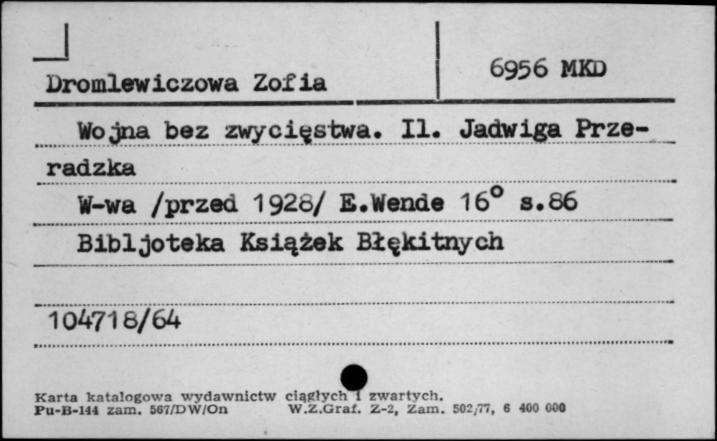 Dromlewiczowa Zofia
6956 MKD
Wojna bez zwycięstwa. Il. Jadwiga Prze-
radzka
W-wa /przed 1928/ E.Wende 16° s.86
Bibljoteka Książek Błękitnych
104718/64
Karta katalogowa wydawnictw ciągłych i zwartych.
Pu-B-144 zam. 567/DW/On W.Z.Graf. Z-2, Zam. 502/77, 6 400 000